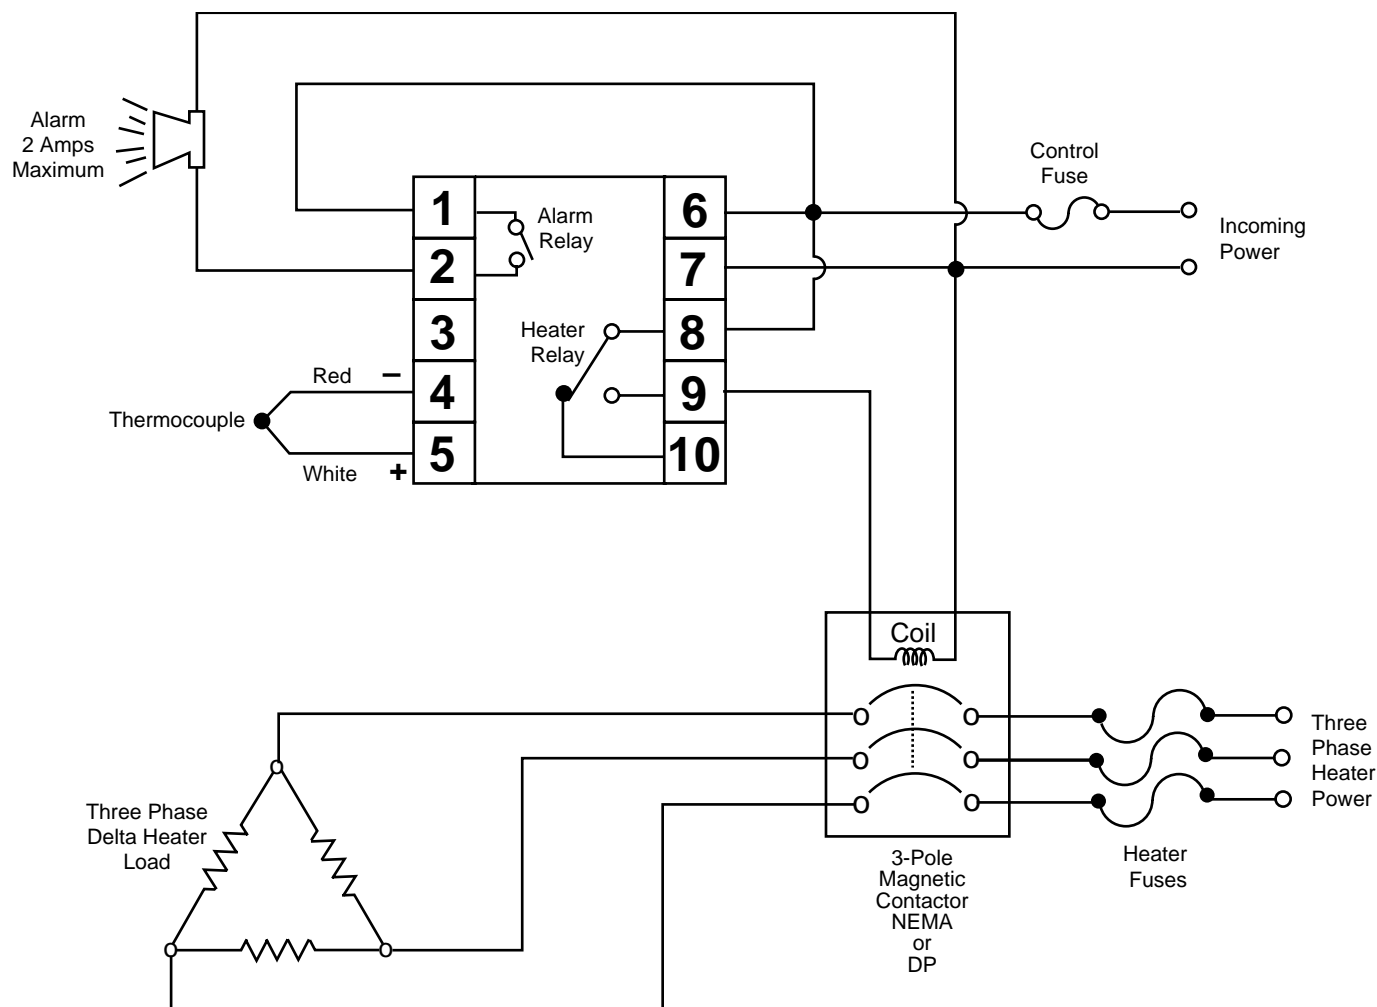 Alarm
2 Amps
Maximum
Control
Fuse
Incoming
Power
1
2
3
4
5
Alarm
Relay
Heater
Relay
6
7
8
9
10
Red –
Thermocouple
White +
Coil
Three
Phase
Heater
Power
Three Phase
Delta Heater
Load
3-Pole
Magnetic
Contactor
NEMA
or
DP
Heater
Fuses